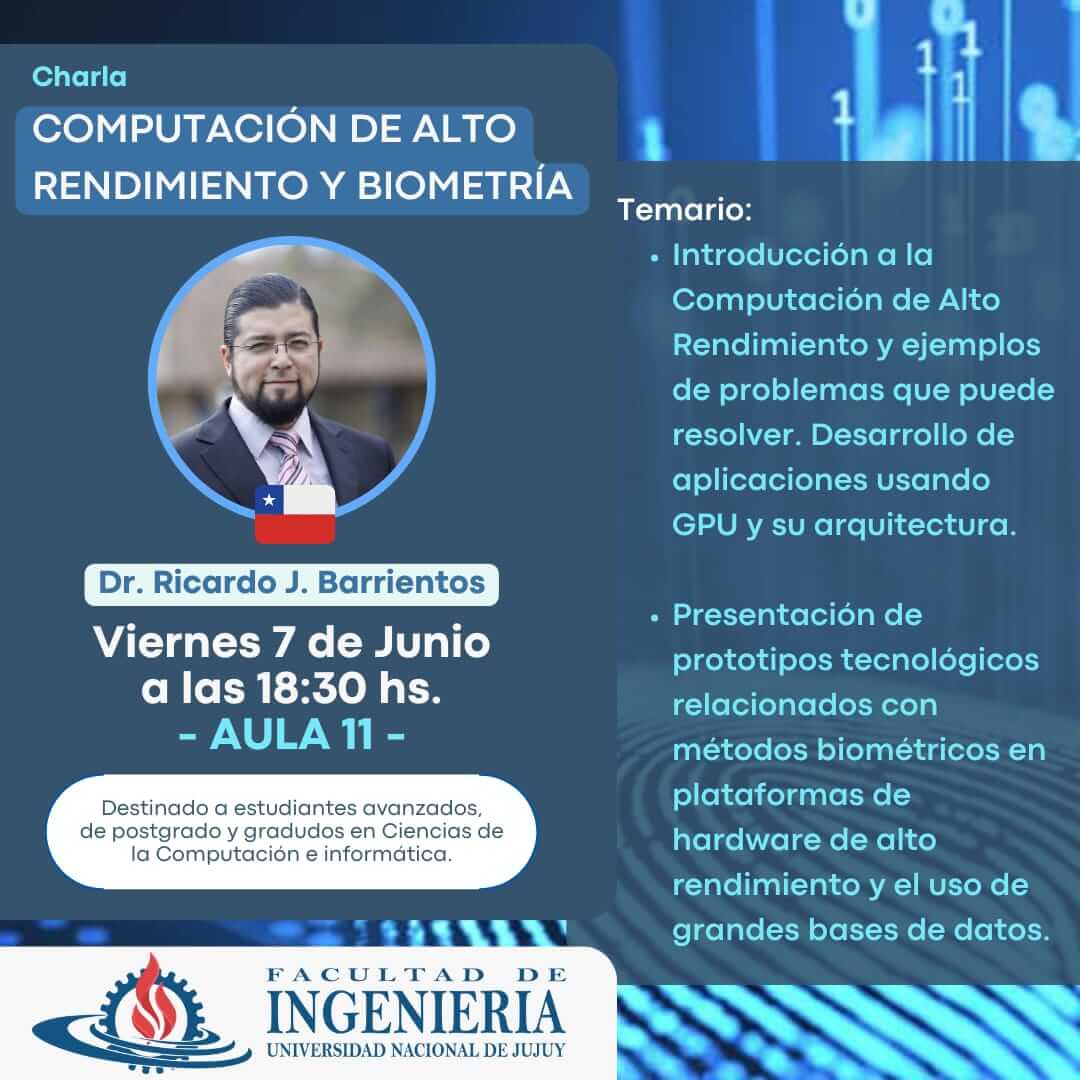 Charla
COMPUTACIÓN DE ALTO
RENDIMIENTO Y BIOMETRÍA
Dr. Ricardo J. Barrientos
Viernes 7 de Junio
a las 18:30 hs.
- AULA 11 -
Destinado a estudiantes avanzados,
de postgrado y gradudos en Ciencias de
la Computación e informática.
Temario:
• Introducción a la
Computación de Alto
Rendimiento y ejemplos
de problemas que puede
resolver. Desarrollo de
aplicaciones usando
GPU y su arquitectura.
• Presentación de
prototipos tecnológicos
relacionados con
métodos biométricos en
plataformas de
hardware de alto
rendimiento y el uso de
grandes bases de datos.
FACULTAD DE
INGENIERIA
UNIVERSIDAD NACIONAL DE JUJUY